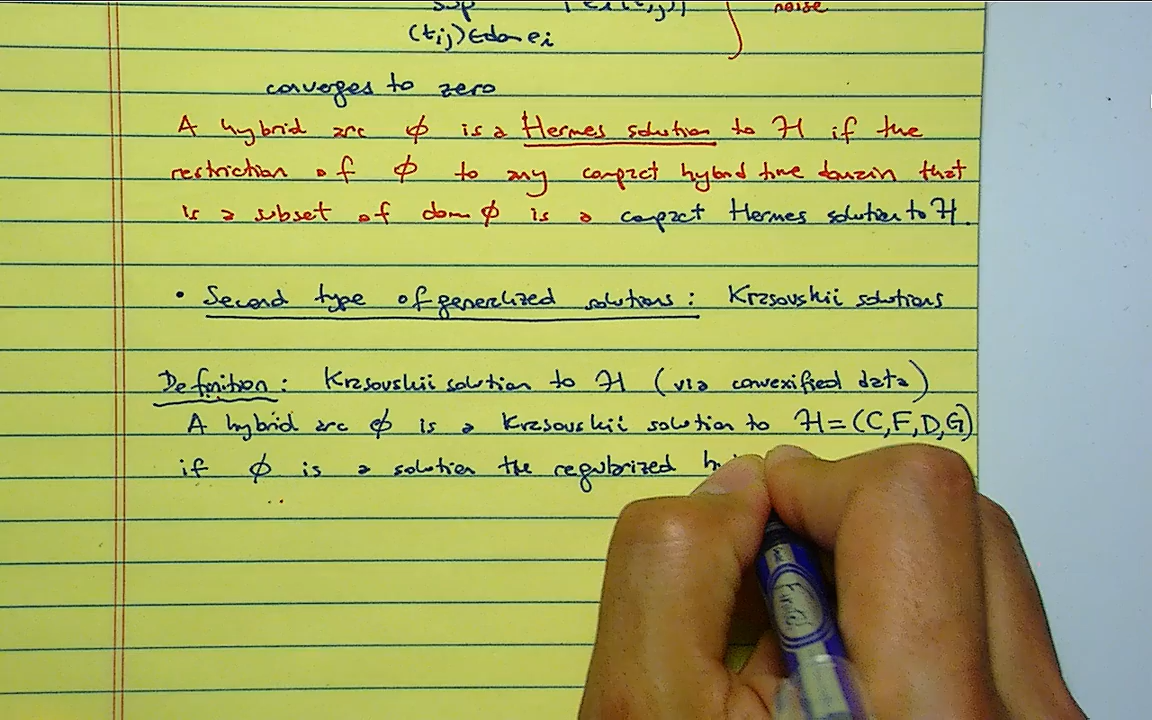 sup |ei(t,j)| noise
(t,j)∈dom ei
converges to zero
A hybrid arc ϕ is a Hermes solution to H if the
restriction of ϕ to any compact hybrid time domain that
is a subset of dom ϕ is a compact Hermes solution to H.
• Second type of generalized solutions: Krasovskii solutions
Definition: Krasovskii solution to H (via convexified data)
A hybrid arc ϕ is a Krasovskii solution to H=(C,F,D,G)
if ϕ is a solution the regularized